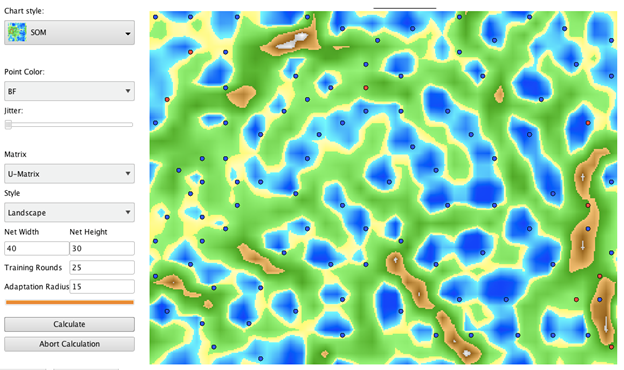 Chart style:
SOM
Point Color:
BF
Jitter:
Matrix
U-Matrix
Style
Landscape
Net Width Net Height
40 30
Training Rounds 25
Adaptation Radius 15
Calculate
Abort Calculation